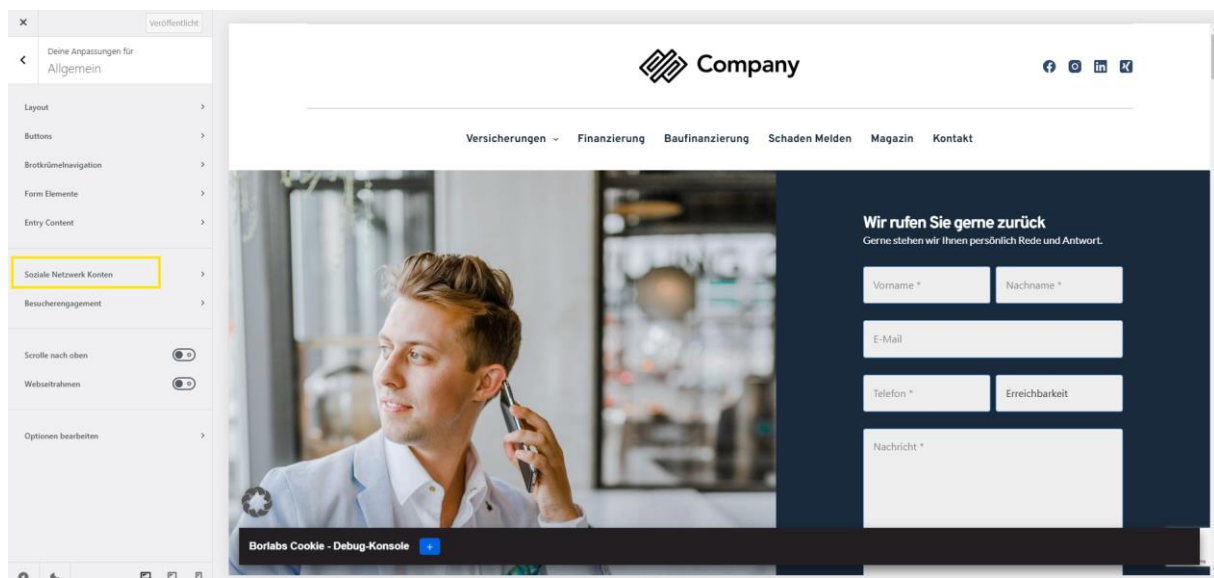 Veröffentlicht
Deine Anpassungen für
Allgemein
Layout
Buttons
Brotkrümelnavigation
Form Elemente
Entry Content
Soziale Netzwerk Konten
Besucherengagement
Scrolle nach oben
Webseitrahmen
Optionen bearbeiten
Company
Versicherungen Finanzierung Baufinanzierung Schaden Melden Magazin Kontakt
Wir rufen Sie gerne zurück
Gerne stehen wir Ihnen persönlich Rede und Antwort.
Vorname * Nachname *
E-Mail
Telefon * Erreichbarkeit
Nachricht *
Borlabs Cookie - Debug-Konsole +